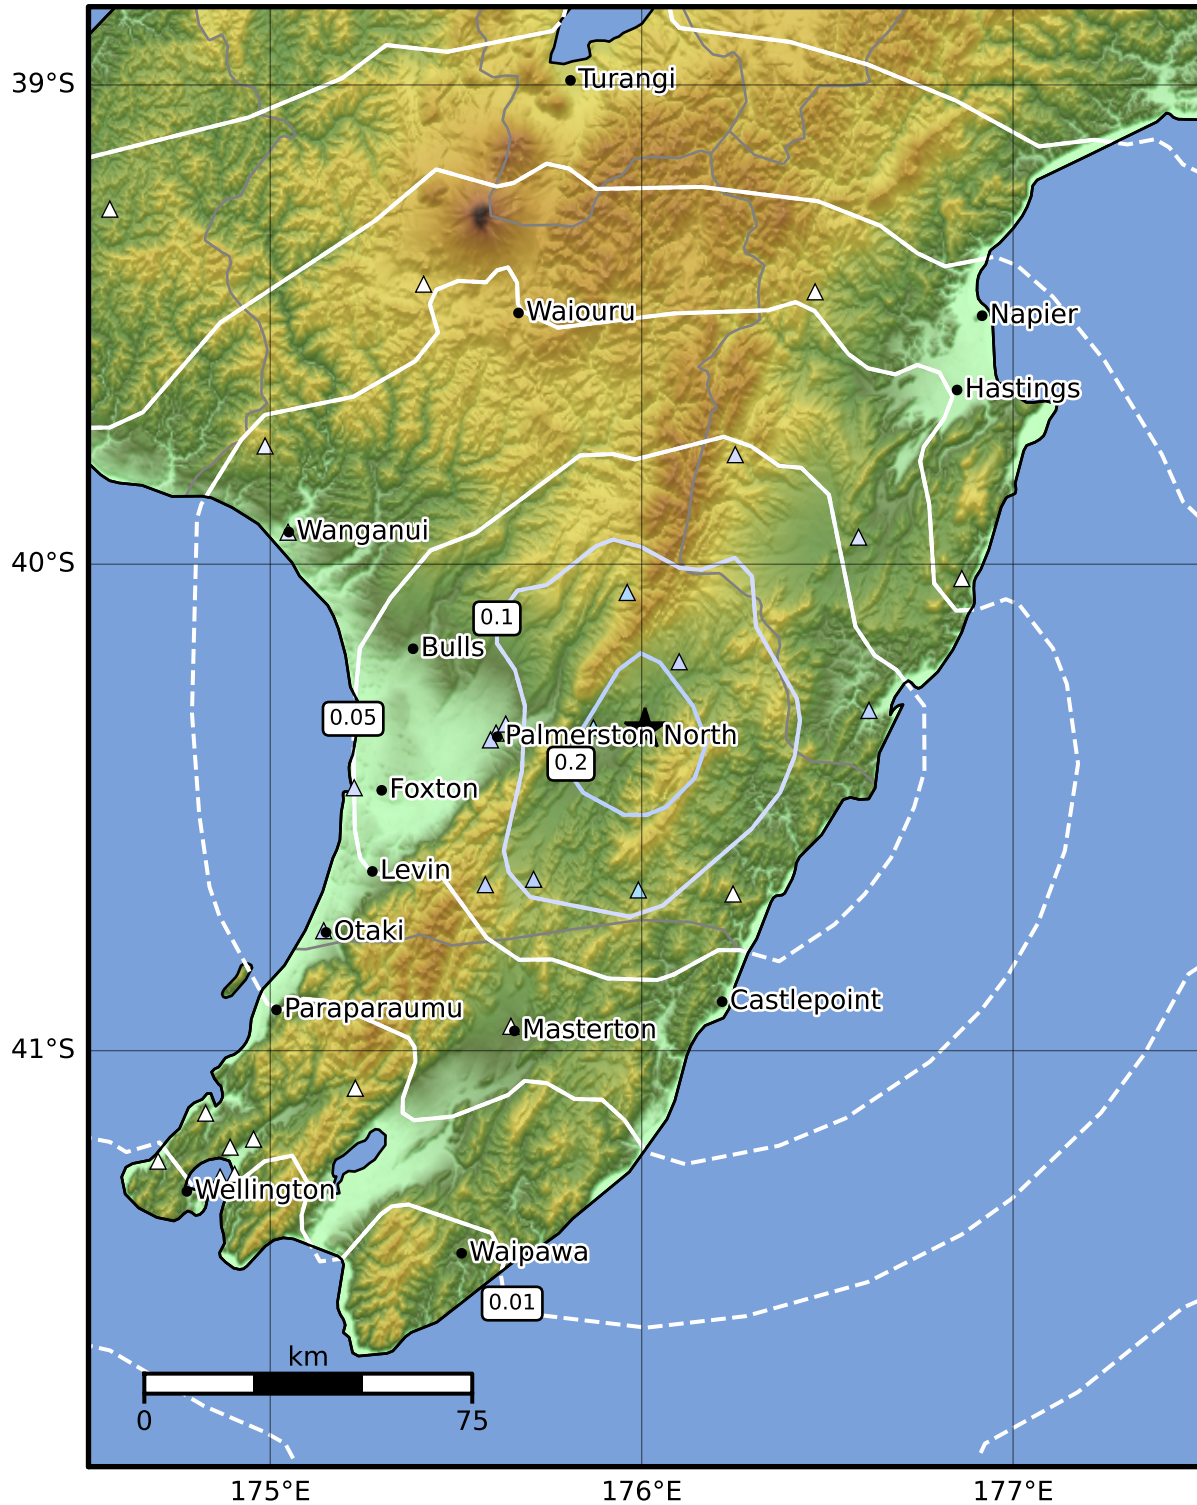 39°S
Turangi
Waiouru
Napier
Hastings
Wanganui
40°S
0.1
Bulls
0.05
Palmerston North
0.2
Foxton
Levin
Otaki
Castlepoint
Paraparaumu
Masterton
41°S
Wellington
Waipawa
0.01
km
0
75
175°E
176°E
177°E